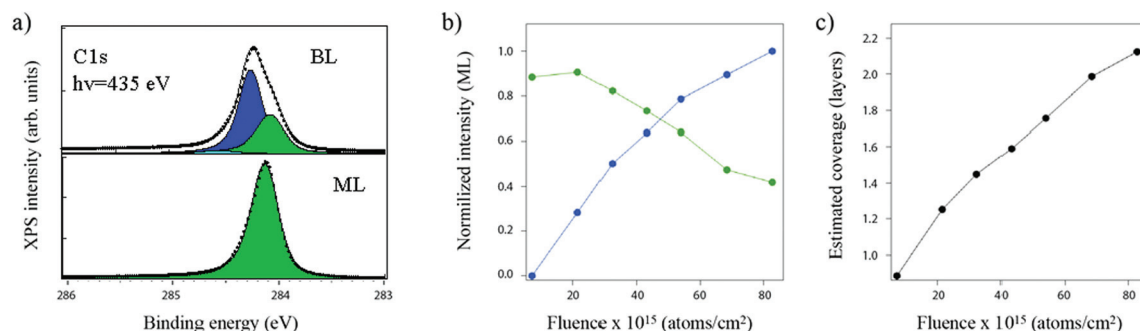 a)
C1s
hν=435 eV
BL
ML
XPS intensity (arb. units)
286
285
284
283
Binding energy (eV)
b)
Normilized intensity (ML)
1.0
0.8
0.6
0.4
0.2
0.0
20
40
60
80
Fluence x 10¹⁵ (atoms/cm²)
c)
Estimated coverage (layers)
2.2
2.0
1.8
1.6
1.4
1.2
1.0
20
40
60
80
Fluence x 10¹⁵ (atoms/cm²)